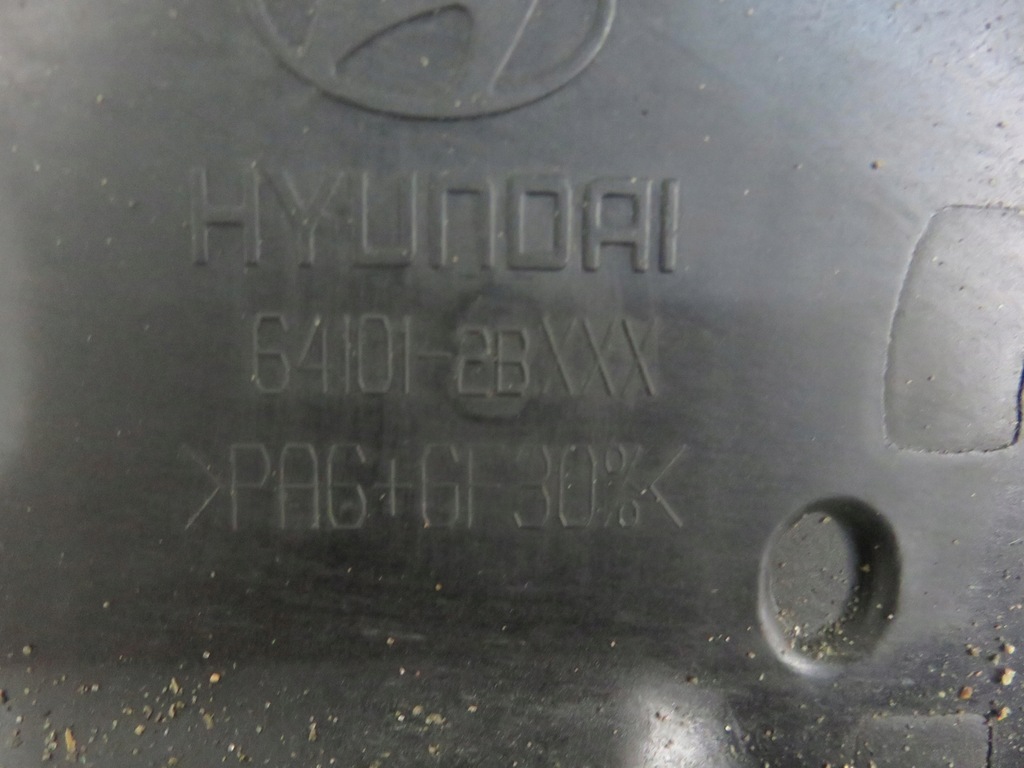 HYUNDAI
64101-2BXXX
>PA6+GF30%<